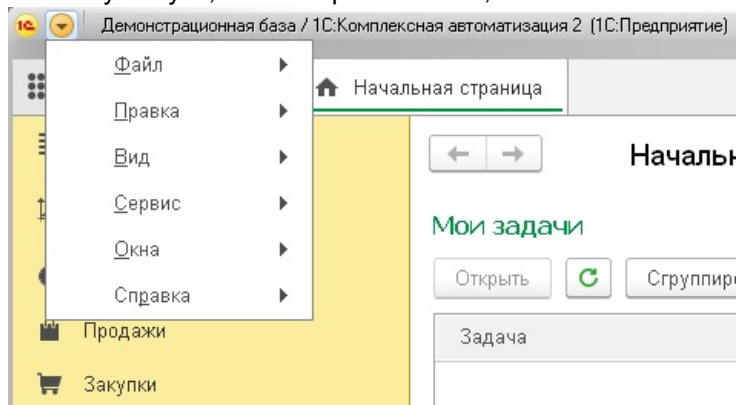 Демонстрационная база / 1С:Комплексная автоматизация 2 (1С:Предприятие)
Файл
Правка
Вид
Сервис
Окна
Справка
Начальная страница
Продажи
Закупки
Мои задачи
Открыть
Задача